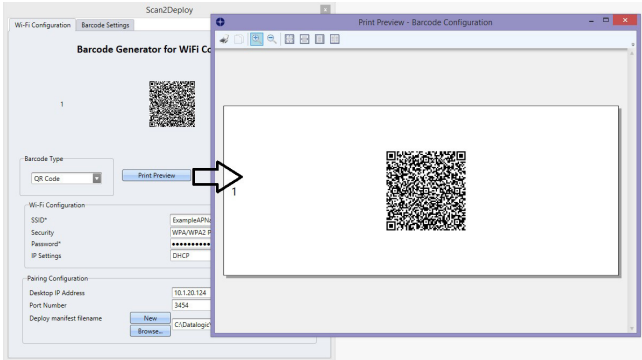 Scan2Deploy
x
Wi-Fi Configuration Barcode Settings
Barcode Generator for WiFi Co
1
Barcode Type
QR Code
Print Preview
Wi-Fi Configuration
SSID* ExampleAPNa
Security WPA/WPA2 P
Password* ••••••••••
IP Settings DHCP
Pairing Configuration
Desktop IP Address 10.1.20.124
Port Number 3454
Deploy manifest filename New
Browse... C:\Datalogic\
Print Preview - Barcode Configuration
1